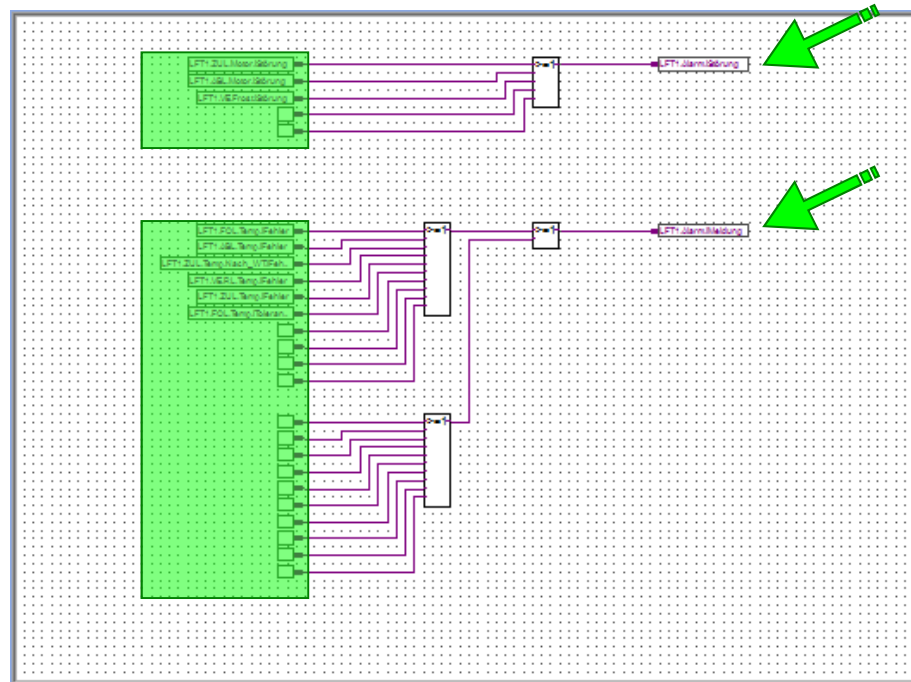 LFT1.ZUL.Motor.!Störung
LFT1.ABL.Motor.!Störung
LFT1.VE.Frost.!Störung
LFT1.Alarm.!Störung
≥1
LFT1.FOL.Temp.!Fehler
LFT1.ABL.Temp.!Fehler
LFT1.ZUL.Temp.Nach_WT!Feh..
LFT1.VE.RL.Temp.!Fehler
LFT1.ZUL.Temp.!Fehler
LFT1.FOL.Temp.!Toleran..
LFT1.Alarm.!Meldung